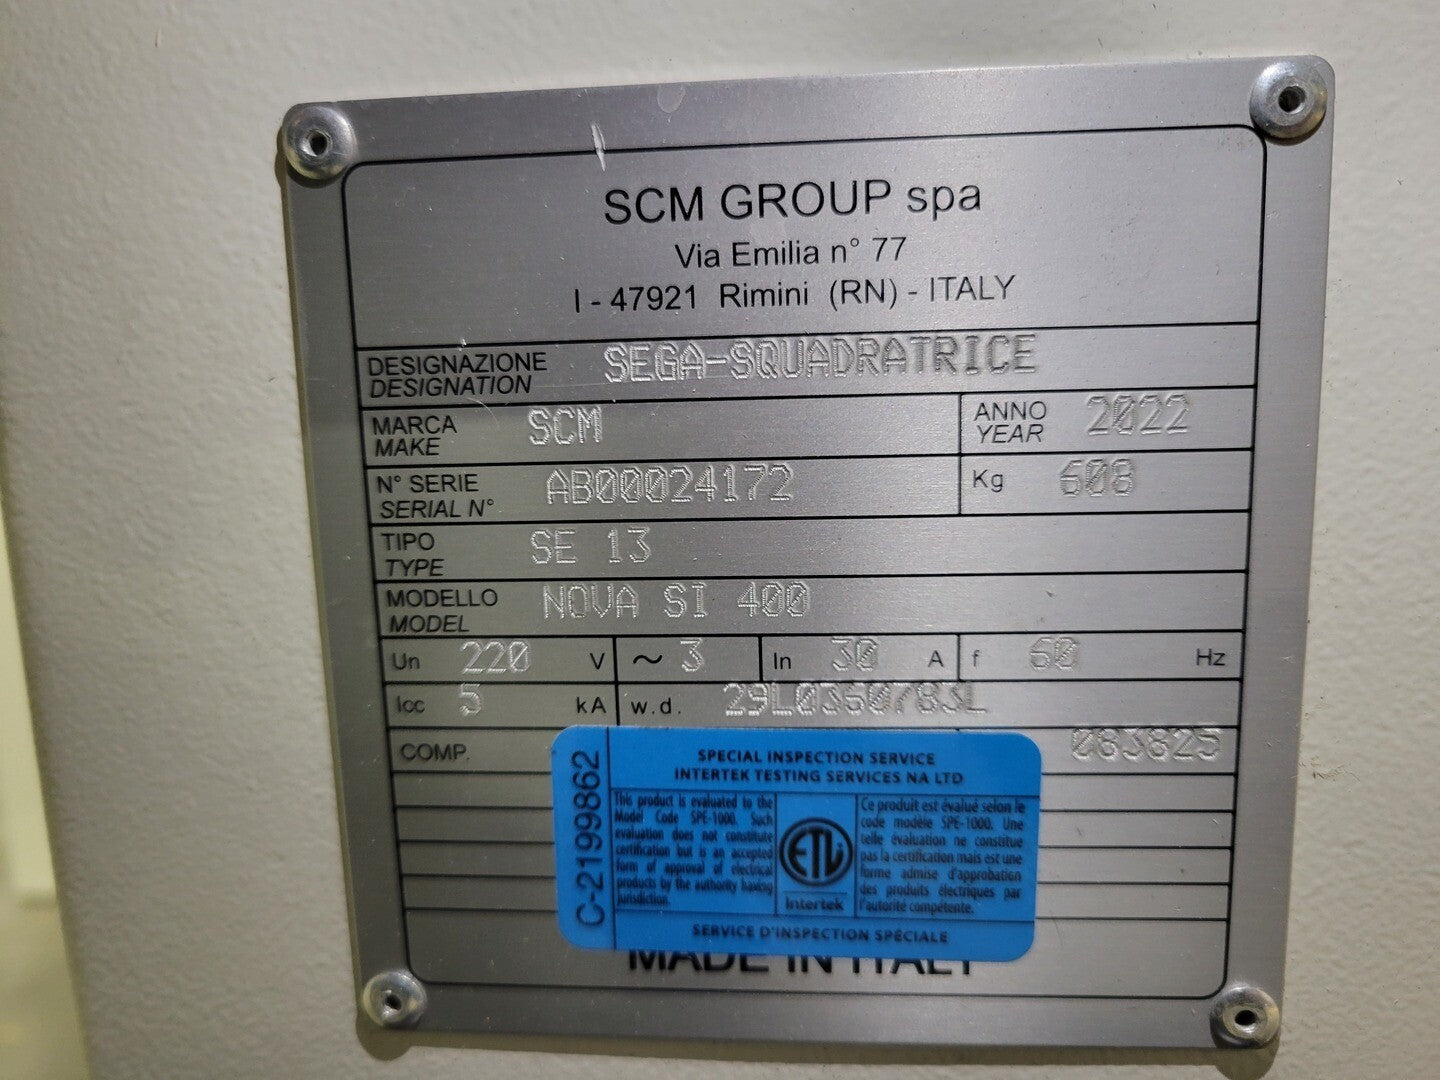 SCM GROUP spa
Via Emilia n° 77
I - 47921 Rimini (RN) - ITALY
DESIGNAZIONE SEGA-SQUADRATRICE
DESIGNATION
MARCA SCM ANNO 2022
MAKE YEAR
N° SERIE AB00024172 Kg 608
SERIAL N°
TIPO SE 13
TYPE
MODELLO NOVA SI 400
MODEL
Un 220 V ~ 3 In 30 A f 60 Hz
Icc 5 kA w.d. 29L0360783L
COMP. 083825
C-2199862
SPECIAL INSPECTION SERVICE
INTERTEK TESTING SERVICES NA LTD
This product is evaluated to the
Model Code SPE-1000. Such
evaluation does not constitute
certification but is an accepted
form of approval of electrical
products by the authority having
jurisdiction.
ETL
Intertek
Ce produit est évalué selon le
code modèle SPE-1000. Une
telle évaluation ne constitue
pas la certification mais est une
forme admise d'approbation
des produits électriques par
l'autorité compétente.
SERVICE D'INSPECTION SPÉCIALE
MADE IN ITALY